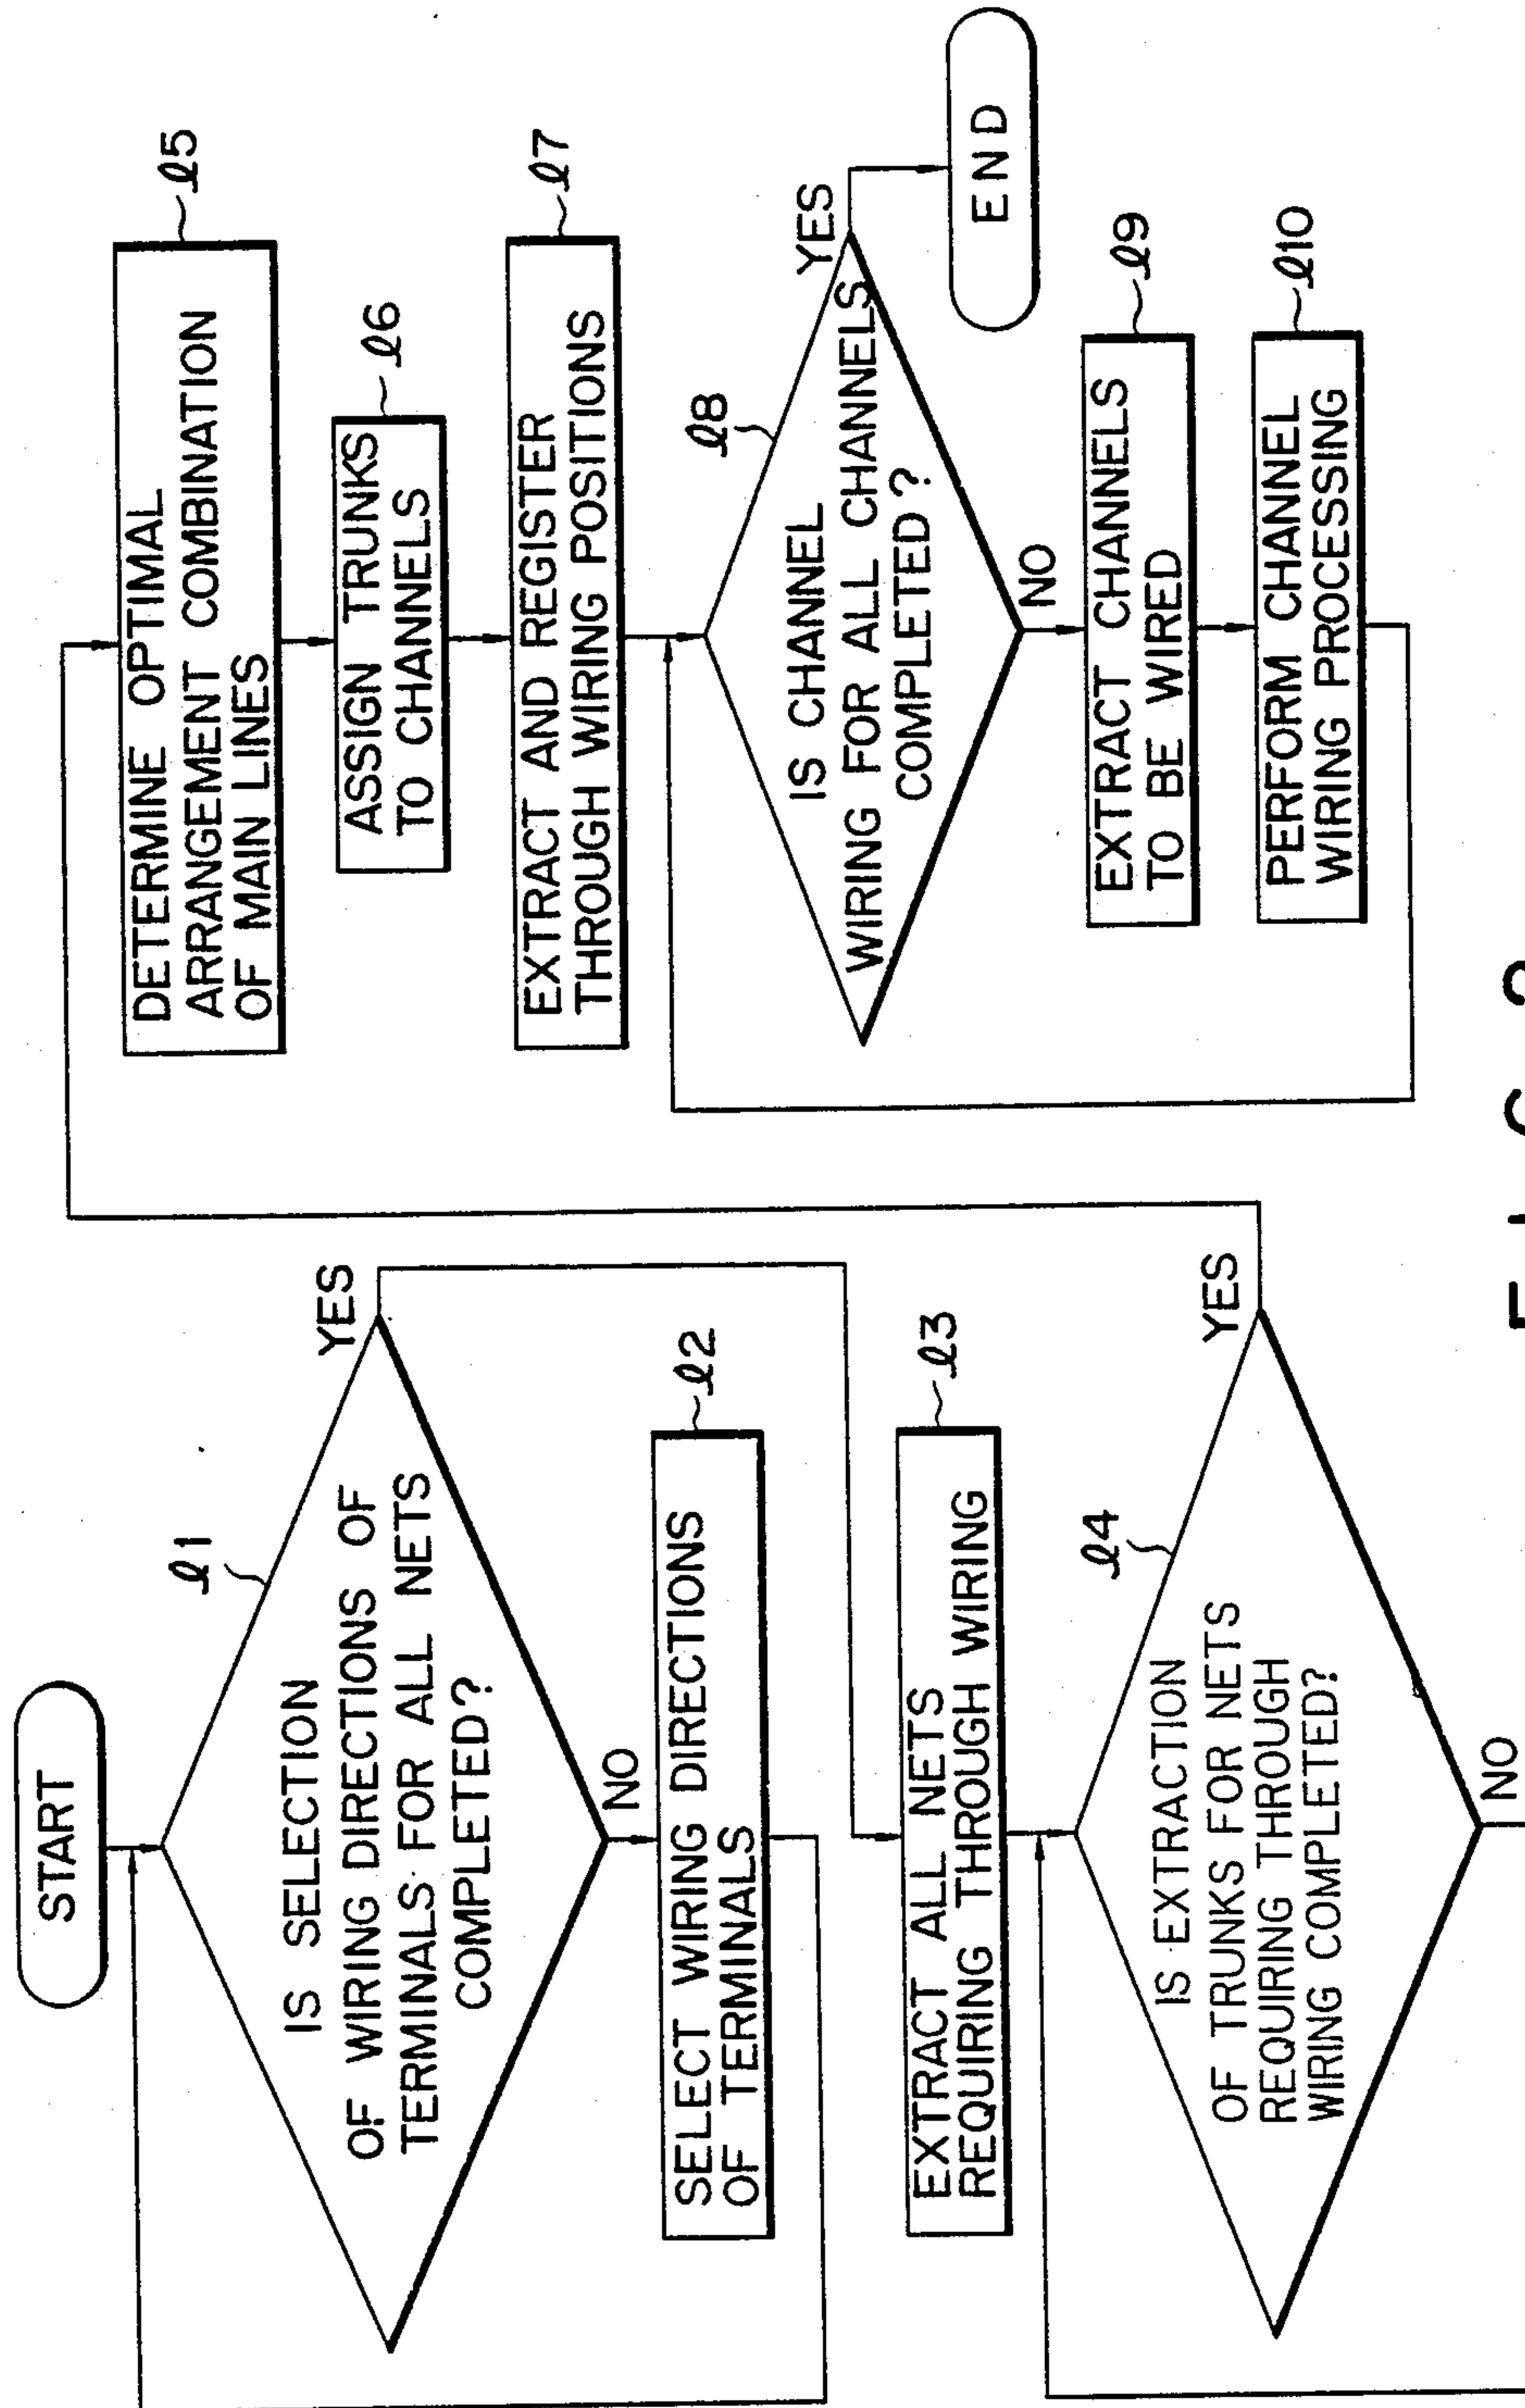 START
ℓ1
IS SELECTION
OF WIRING DIRECTIONS OF
TERMINALS FOR ALL NETS
COMPLETED?
YES
NO
ℓ2
SELECT WIRING DIRECTIONS
OF TERMINALS
ℓ3
EXTRACT ALL NETS
REQUIRING THROUGH WIRING
ℓ4
IS EXTRACTION
OF TRUNKS FOR NETS
REQUIRING THROUGH
WIRING COMPLETED?
YES
NO
ℓ5
DETERMINE OPTIMAL
ARRANGEMENT COMBINATION
OF MAIN LINES
ℓ6
ASSIGN TRUNKS
TO CHANNELS
ℓ7
EXTRACT AND REGISTER
THROUGH WIRING POSITIONS
ℓ8
IS CHANNEL
WIRING FOR ALL CHANNELS
COMPLETED?
YES
END
NO
ℓ9
EXTRACT CHANNELS
TO BE WIRED
ℓ10
PERFORM CHANNEL
WIRING PROCESSING